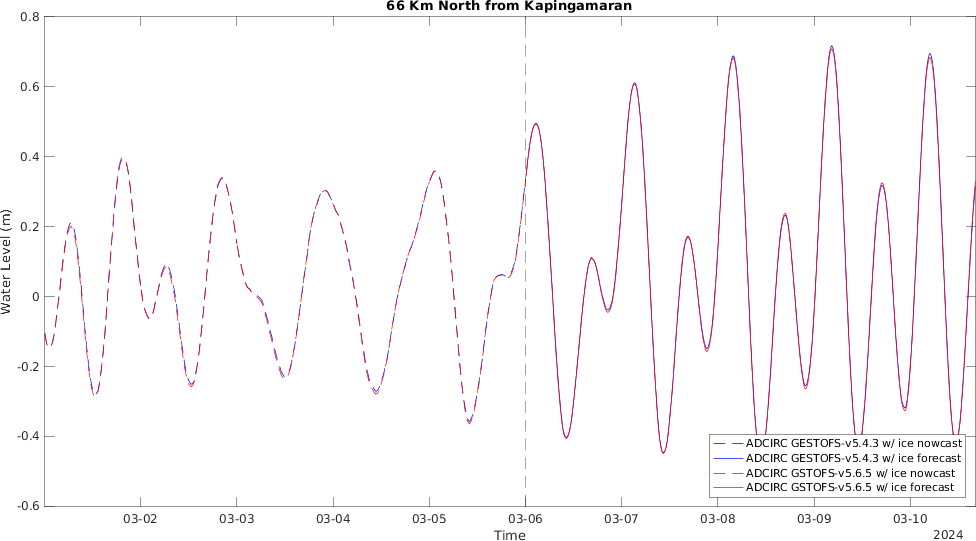 66 Km North from Kapingamaran
0.8
0.6
0.4
0.2
0
-0.2
-0.4
-0.6
Water Level (m)
ADCIRC GESTOFS-v5.4.3 w/ ice nowcast
ADCIRC GESTOFS-v5.4.3 w/ ice forecast
ADCIRC GSTOFS-v5.6.5 w/ ice nowcast
ADCIRC GSTOFS-v5.6.5 w/ ice forecast
03-02 03-03 03-04 03-05 03-06 03-07 03-08 03-09 03-10
Time
2024